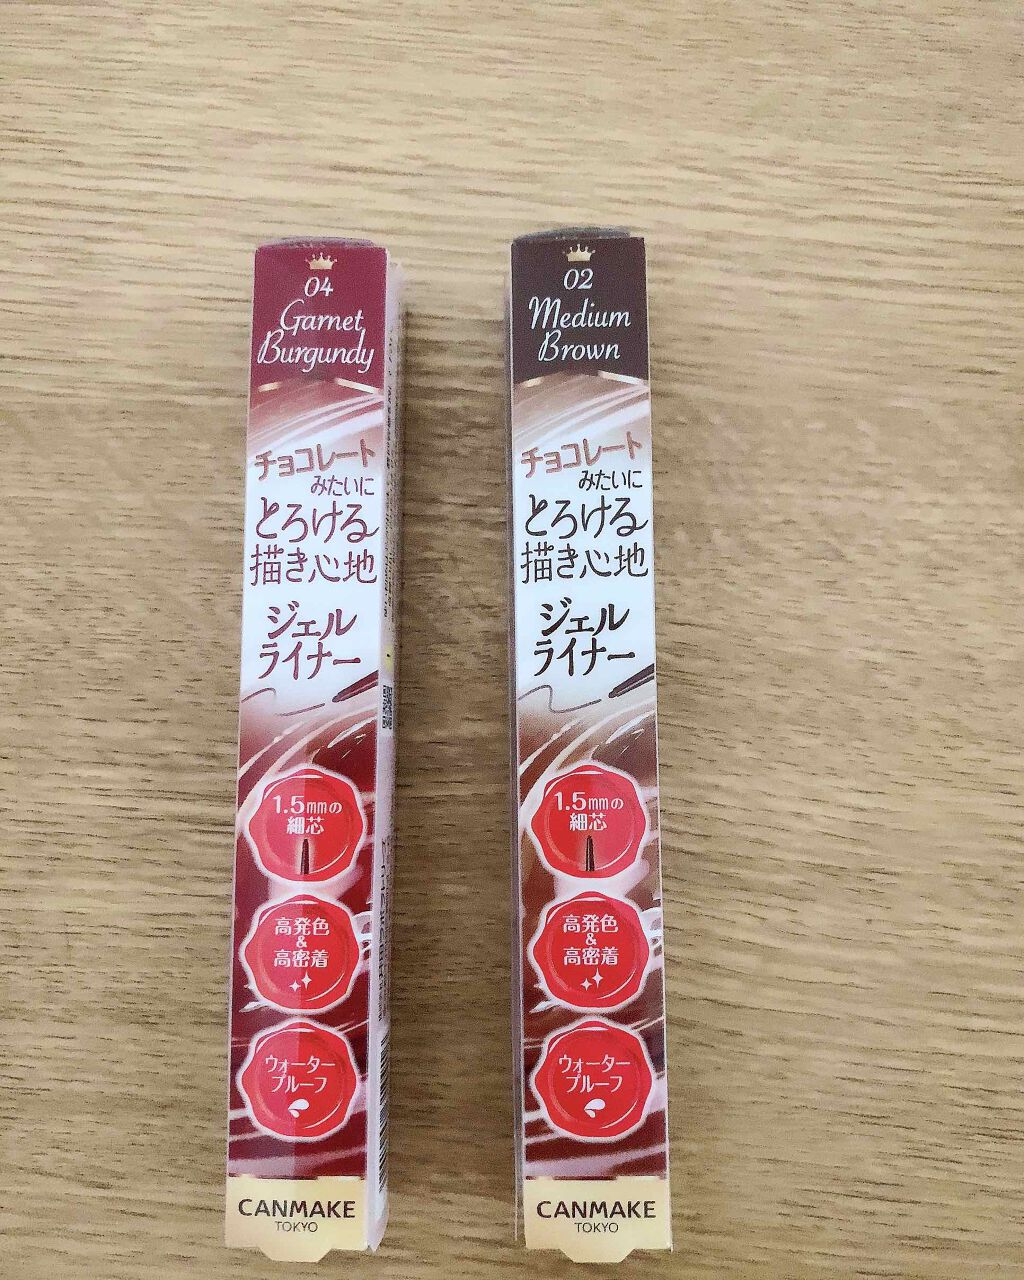 04
Garnet
Burgundy
チョコレート
みたいに
とろける
描き心地
ジェル
ライナー
1.5mmの
細芯
高発色
&
高密着
ウォーター
プルーフ
CANMAKE
TOKYO
02
Medium
Brown
チョコレート
みたいに
とろける
描き心地
ジェル
ライナー
1.5mmの
細芯
高発色
&
高密着
ウォーター
プルーフ
CANMAKE
TOKYO